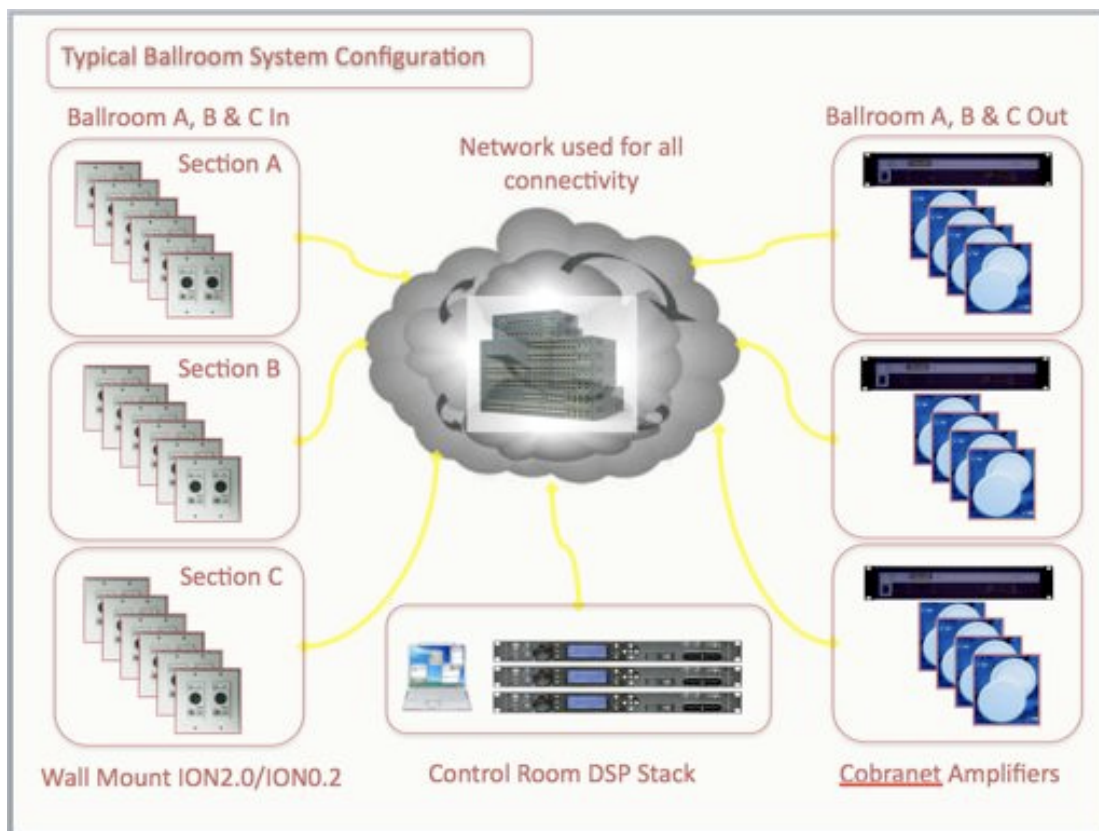 Typical Ballroom System Configuration
Ballroom A, B & C In
Ballroom A, B & C Out
Section A
Network used for all
connectivity
Section B
Section C
Wall Mount ION2.0/ION0.2
Control Room DSP Stack
Cobranet Amplifiers